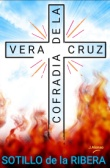 COFRADIA DE LA
VERA CRUZ
SOTILLO de la RIBERA